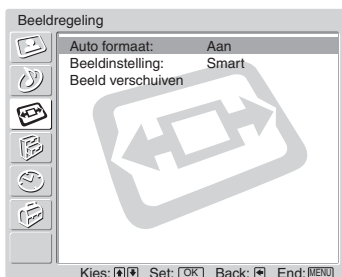 Beeldregeling
Auto formaat: Aan
Beeldinstelling: Smart
Beeld verschuiven
Kies: Set: OK Back: End: MENU